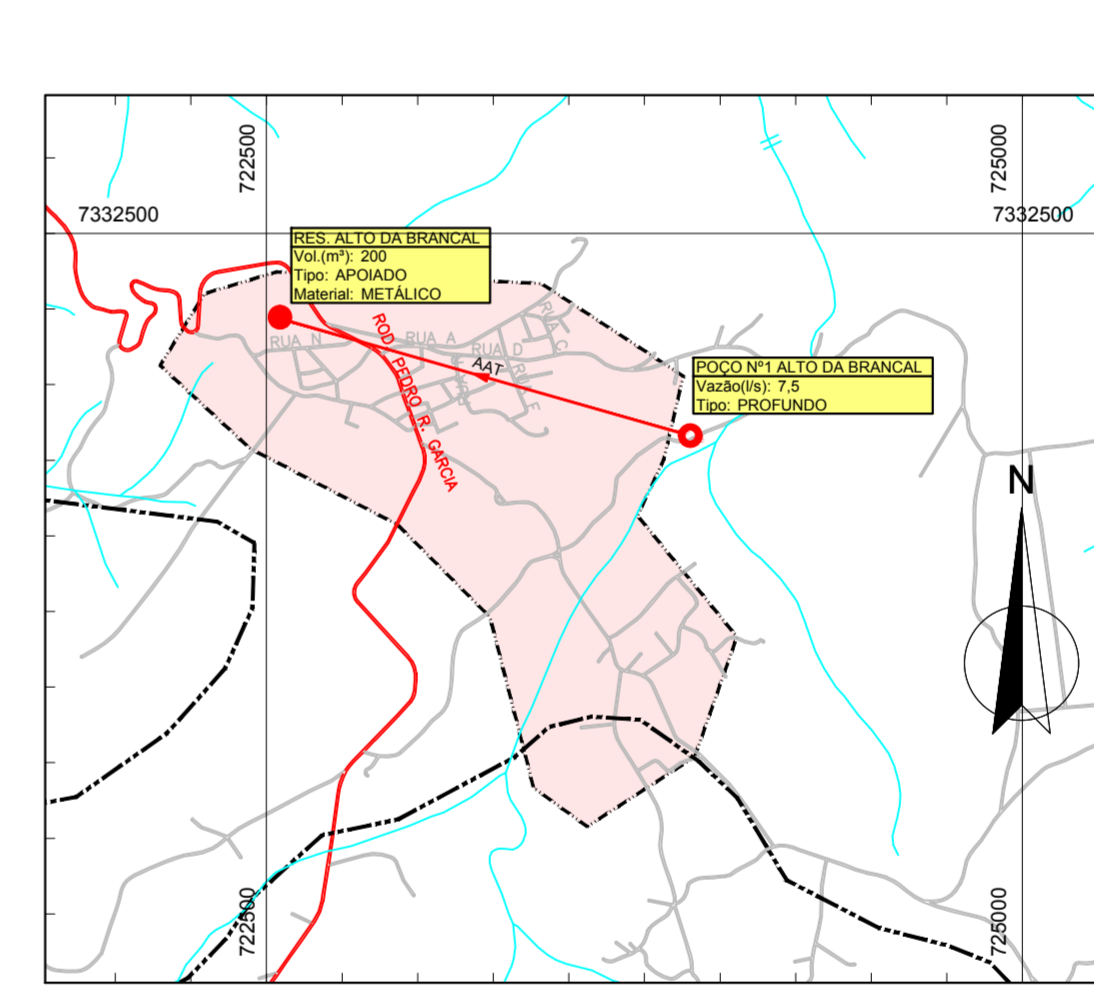 722500
725000
7332500
7332500
RES. ALTO DA BRANCAL
Vol.(m³): 200
Tipo: APOIADO
Material: METÁLICO
RUA N
RUA A
RUA D
RUA C
RUA E
AAT
ROD PEDRO R. GARCIA
POÇO Nº1 ALTO DA BRANCAL
Vazão(l/s): 7,5
Tipo: PROFUNDO
N
722500
725000